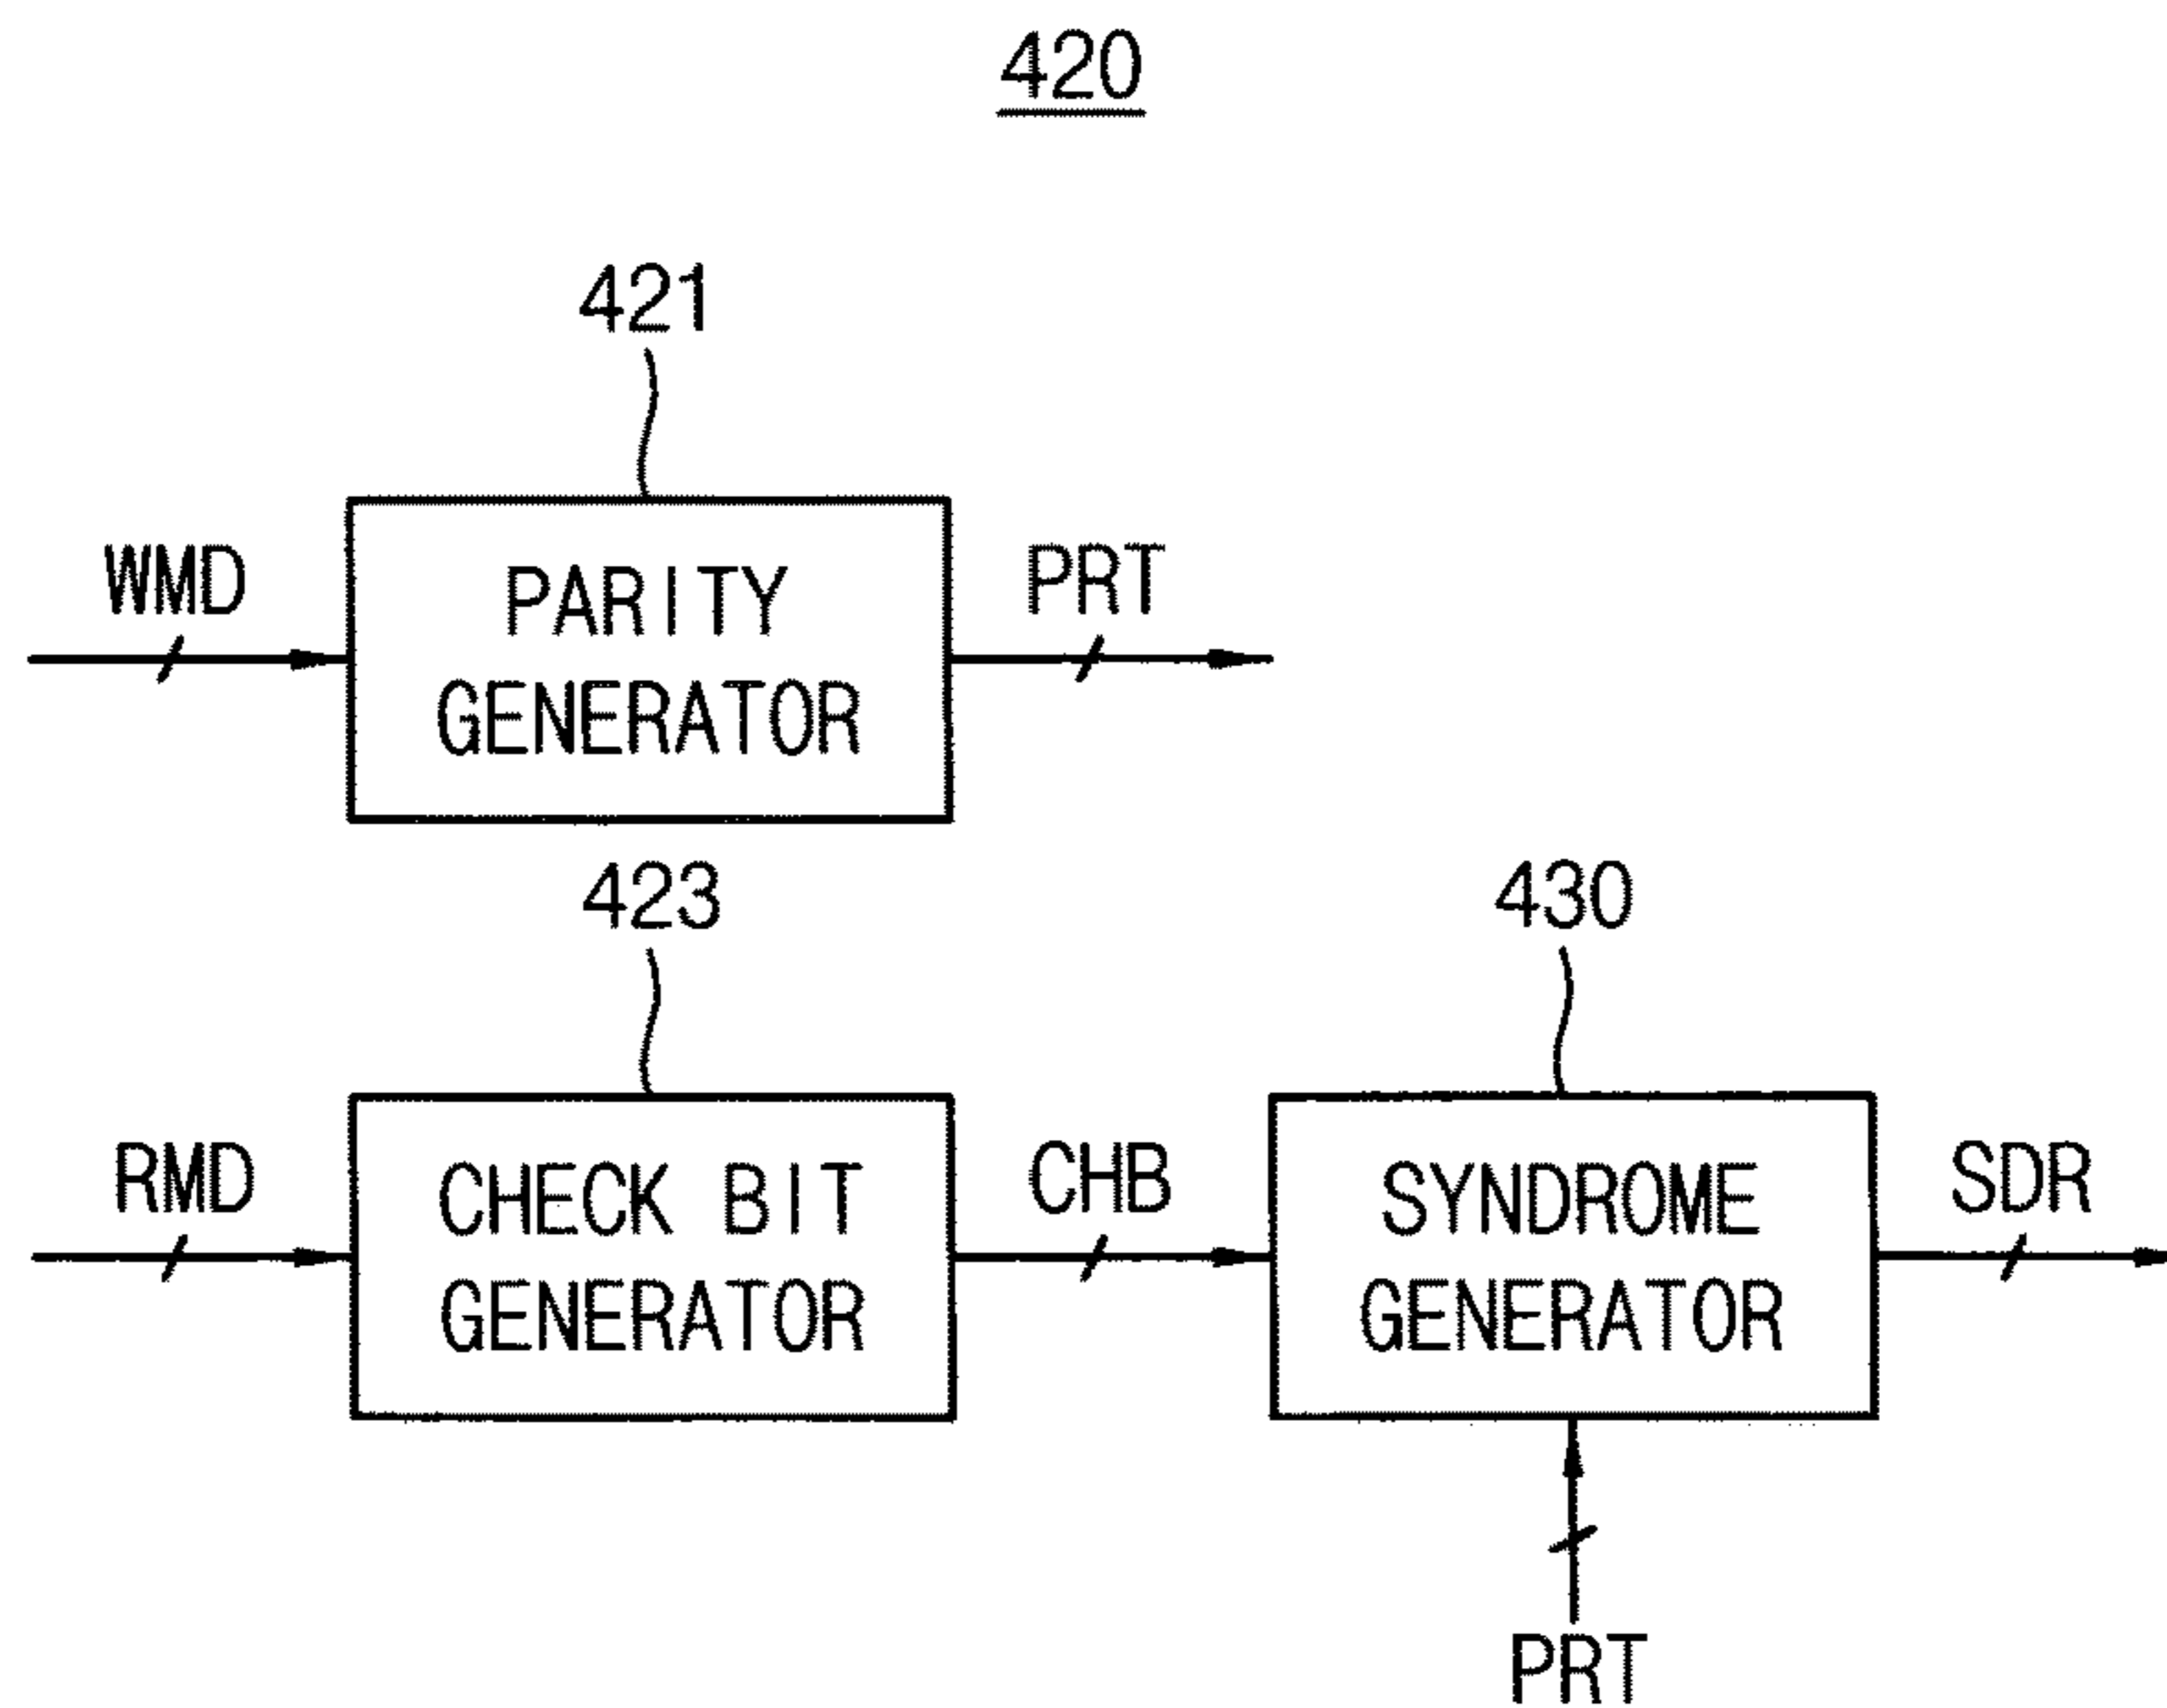 420
421
WMD
PARITY
GENERATOR
PRT
423
430
RMD
CHECK BIT
GENERATOR
CHB
SYNDROME
GENERATOR
SDR
PRT